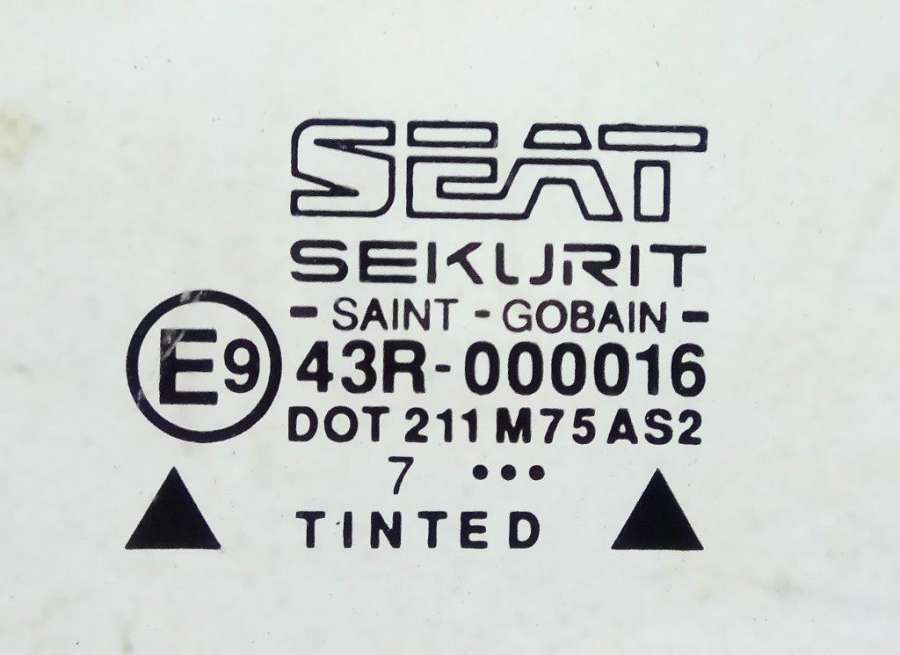 SEAT
SEKURIT
- SAINT - GOBAIN -
E9 43R-000016
DOT 211 M75 AS2
7 •••
TINTED